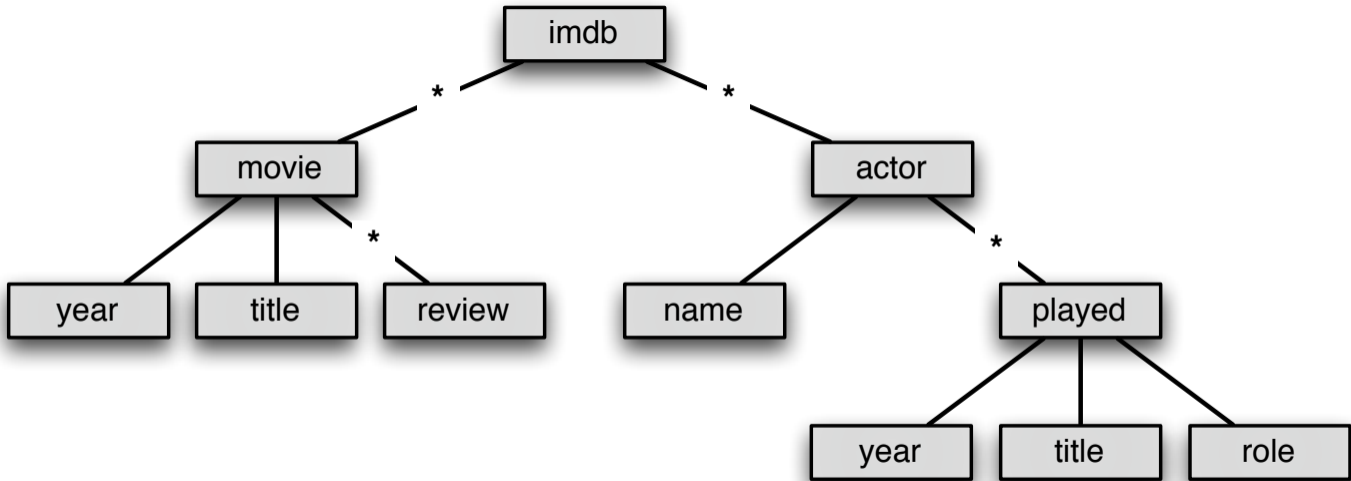 imdb
* *
movie actor
* *
year title review name played
year title role